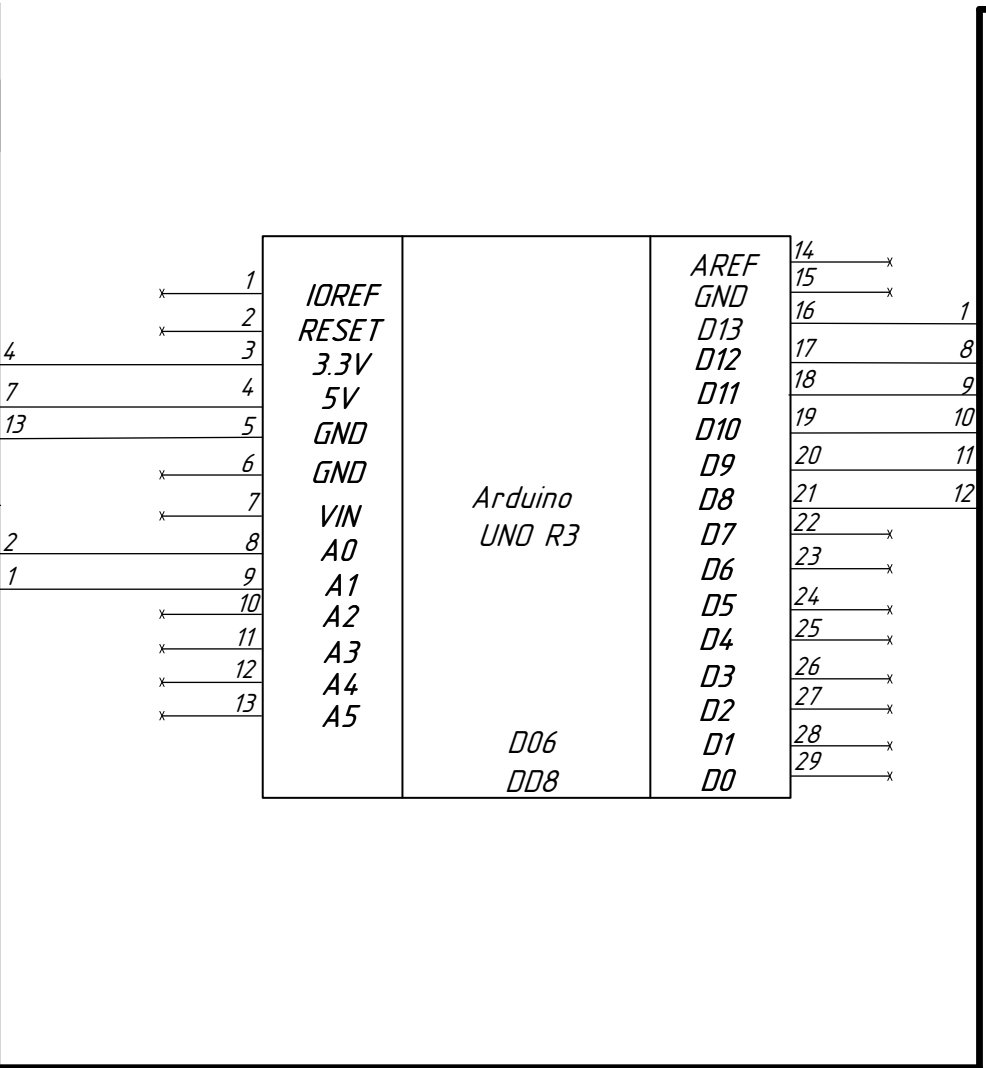 14
AREF
15
1 IOREF GND
16 1
2 RESET D13
4 3 3.3V D12 17 8
7 4 5V D11 18 9
13 5 GND D10 19 10
6 GND D9 20 11
7 VIN D8 21 12
Arduino
UNO R3
22
D7
2 8 A0
23
D6
1 9 A1
10 A2 D5 24
11 A3 D4 25
12 A4 D3 26
13 A5 D2 27
D06 D1 28
DD8 D0 29